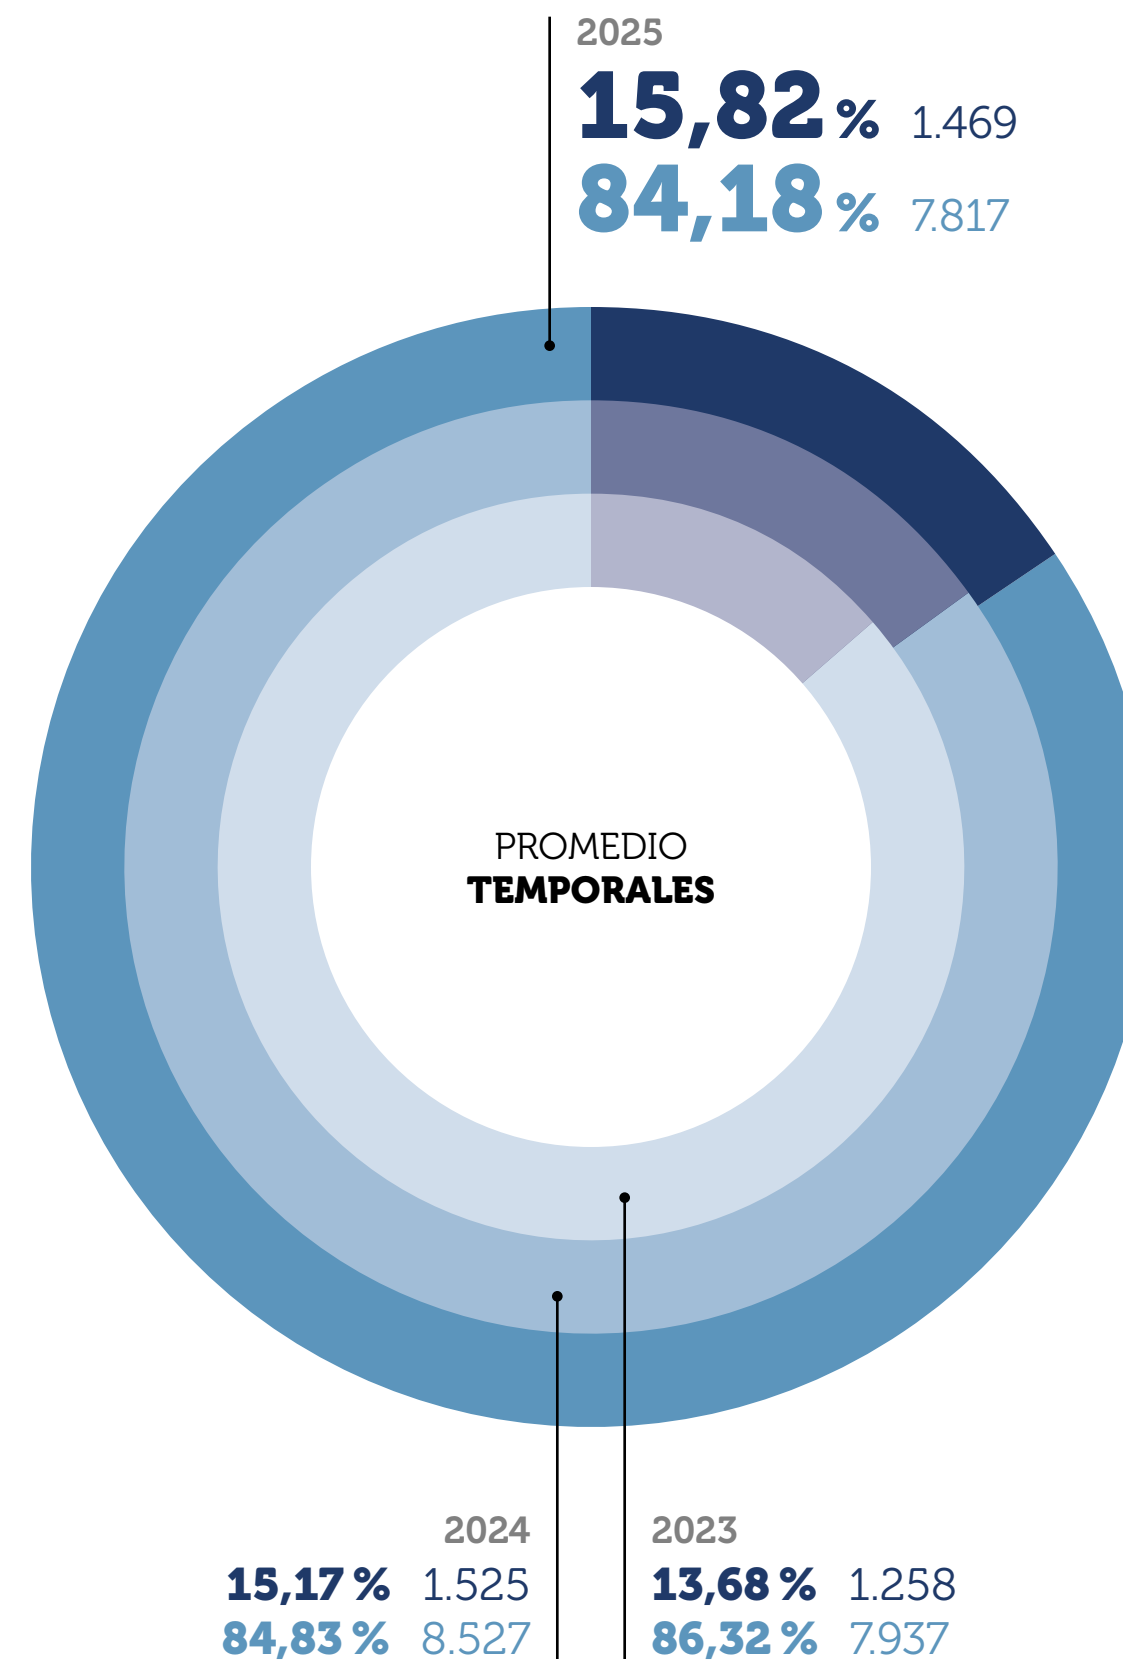 2025
15,82 % 1.469
84,18 % 7.817
PROMEDIO
TEMPORALES
2024
15,17 % 1.525
84,83 % 8.527
2023
13,68 % 1.258
86,32 % 7.937